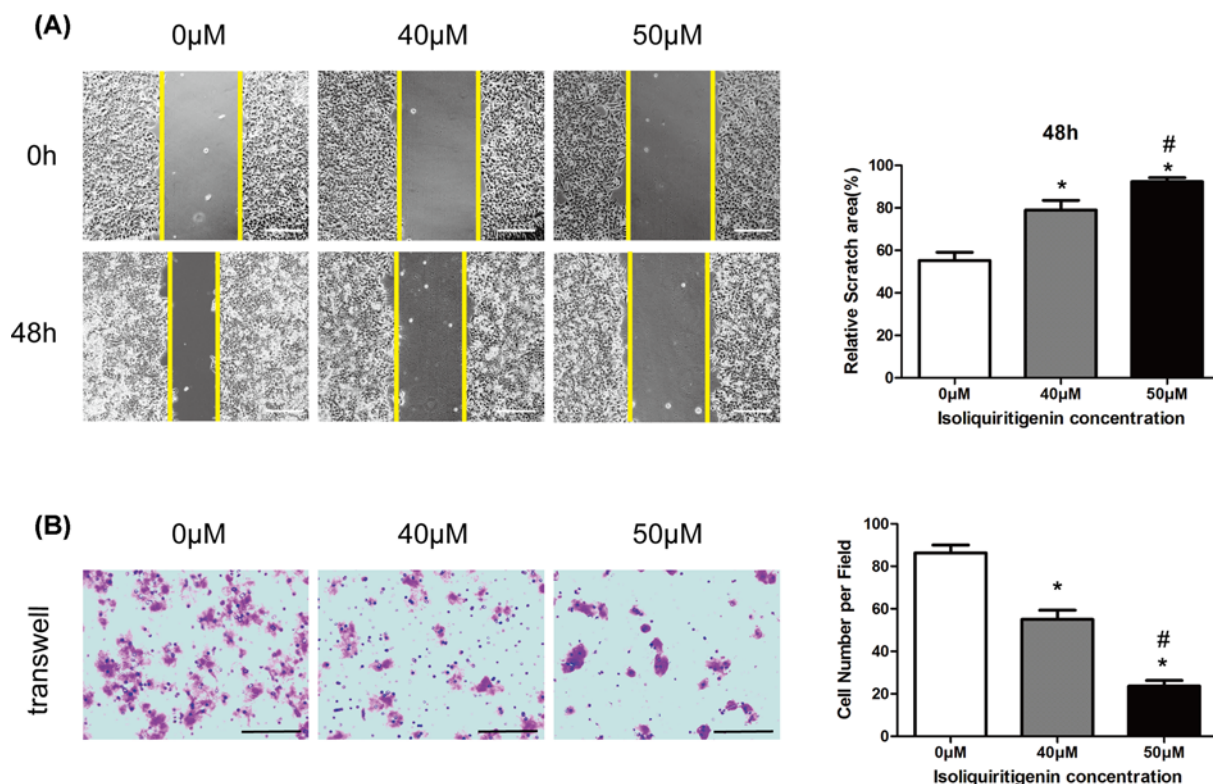 (A)
0µM 40µM 50µM
0h
48h
48h
Relative Scratch area(%)
100
80
60
40
20
0
*
#
*
0µM 40µM 50µM
Isoliquiritigenin concentration
(B)
0µM 40µM 50µM
transwell
Cell Number per Field
100
80
60
40
20
0
*
#
*
0µM 40µM 50µM
Isoliquiritigenin concentration